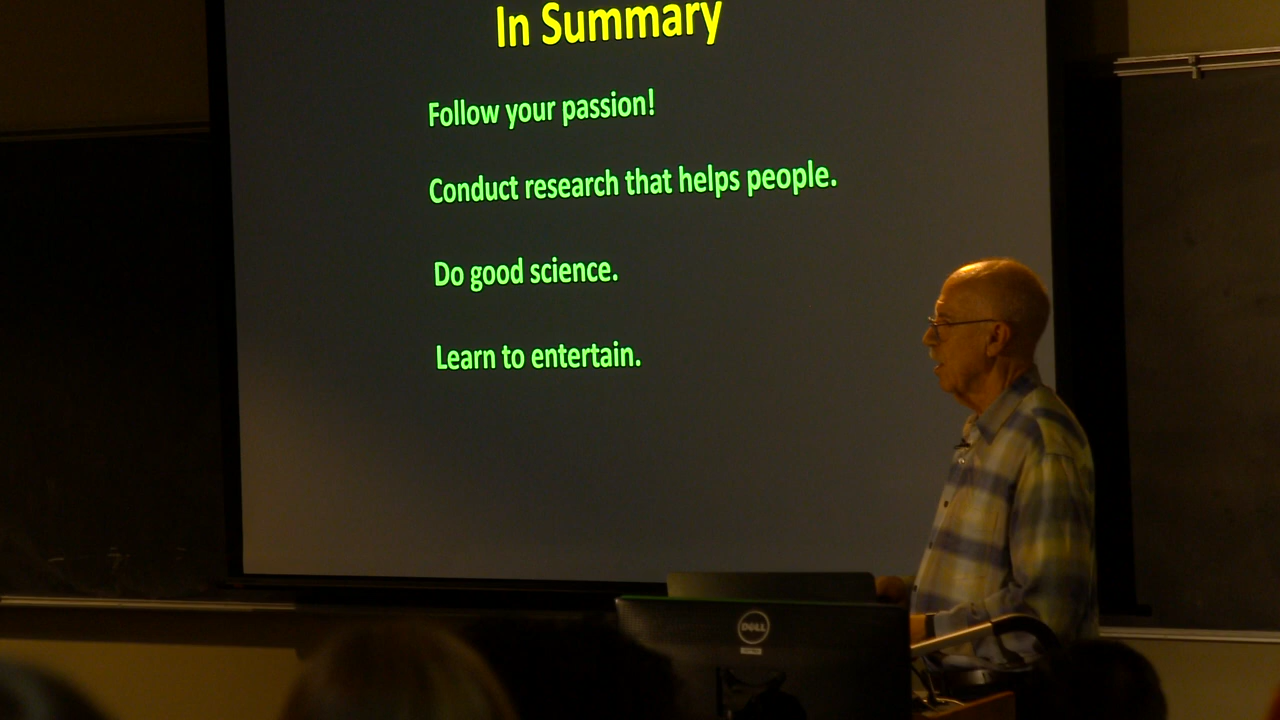 In Summary
Follow your passion!
Conduct research that helps people.
Do good science.
Learn to entertain.
DELL